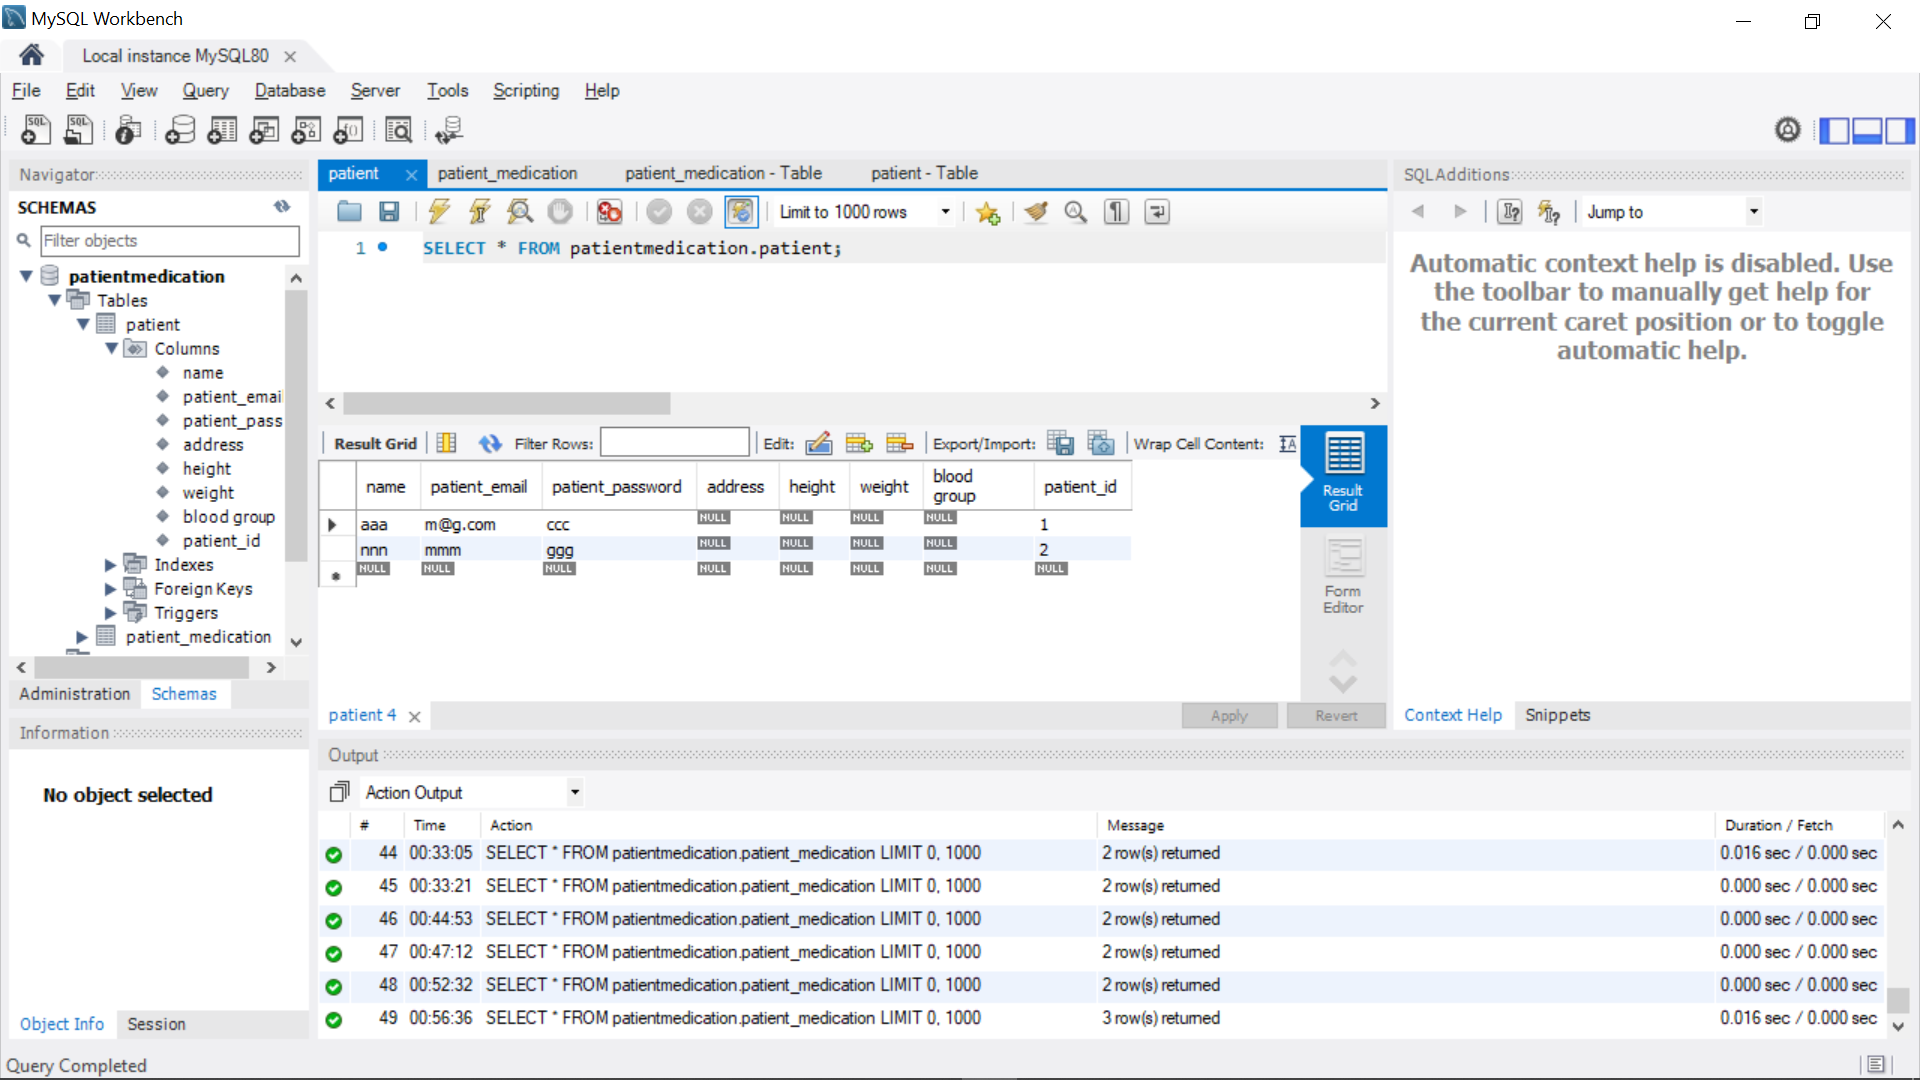 MySQL Workbench
Local instance MySQL80
File Edit View Query Database Server Tools Scripting Help
Navigator
SCHEMAS
Filter objects
patientmedication
Tables
patient
Columns
name
patient_email
patient_pass
address
height
weight
blood group
patient_id
Indexes
Foreign Keys
Triggers
patient_medication
Administration Schemas
Information
No object selected
Object Info Session
patient patient_medication patient_medication - Table patient - Table
Limit to 1000 rows
1 SELECT * FROM patientmedication.patient;
Result Grid Filter Rows: Edit: Export/Import: Wrap Cell Content:
name patient_email patient_password address height weight blood group patient_id
aaa m@g.com ccc NULL NULL NULL NULL 1
nnn mmm ggg NULL NULL NULL NULL 2
NULL NULL NULL NULL NULL NULL NULL NULL
Result Grid
Form Editor
patient 4
Apply Revert
SQLAdditions
Jump to
Automatic context help is disabled. Use
the toolbar to manually get help for
the current caret position or to toggle
automatic help.
Context Help Snippets
Output
Action Output
# Time Action Message Duration / Fetch
44 00:33:05 SELECT * FROM patientmedication.patient_medication LIMIT 0, 1000 2 row(s) returned 0.016 sec / 0.000 sec
45 00:33:21 SELECT * FROM patientmedication.patient_medication LIMIT 0, 1000 2 row(s) returned 0.000 sec / 0.000 sec
46 00:44:53 SELECT * FROM patientmedication.patient_medication LIMIT 0, 1000 2 row(s) returned 0.000 sec / 0.000 sec
47 00:47:12 SELECT * FROM patientmedication.patient_medication LIMIT 0, 1000 2 row(s) returned 0.000 sec / 0.000 sec
48 00:52:32 SELECT * FROM patientmedication.patient_medication LIMIT 0, 1000 2 row(s) returned 0.000 sec / 0.000 sec
49 00:56:36 SELECT * FROM patientmedication.patient_medication LIMIT 0, 1000 3 row(s) returned 0.016 sec / 0.000 sec
Query Completed